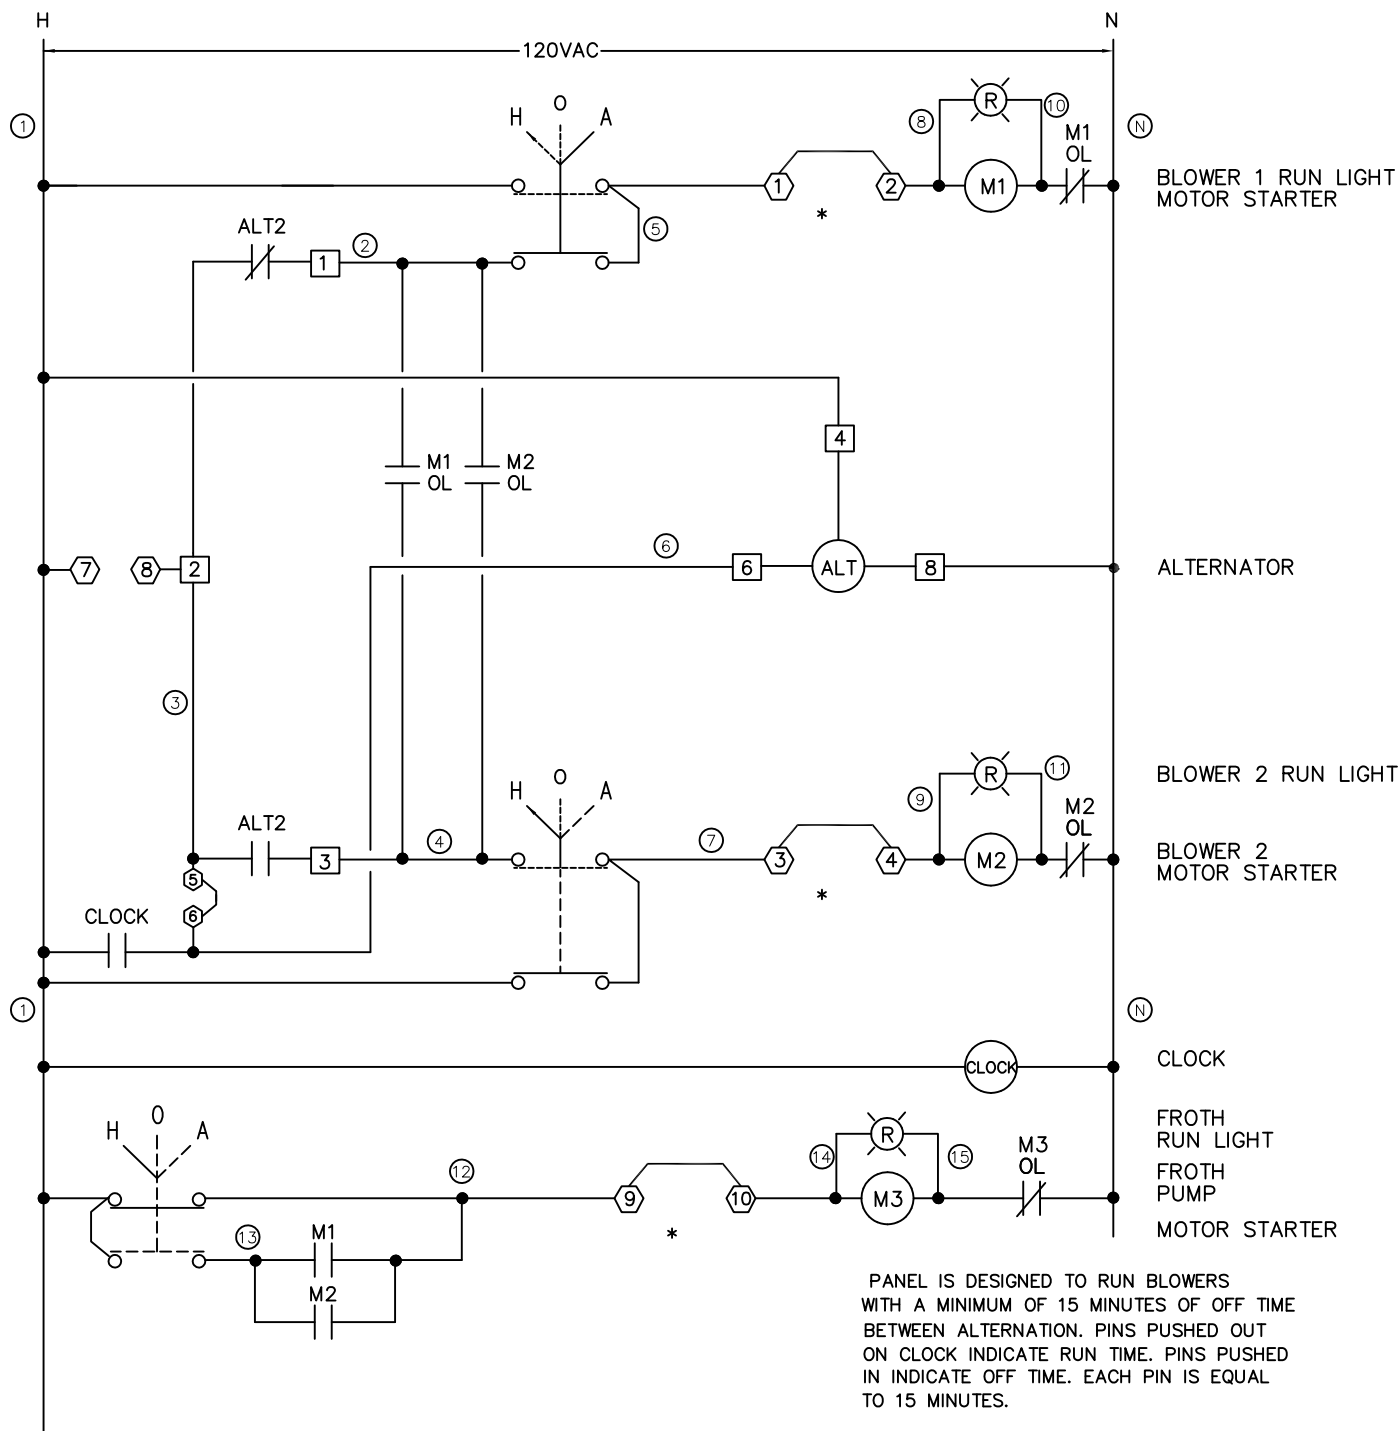 H
N
120VAC
H O A
1
8
R
10
M1
OL
N
1
2
M1
BLOWER 1 RUN LIGHT
MOTOR STARTER
*
5
ALT2
1
2
4
M1
OL
M2
OL
6
7
8
2
6
ALT
8
ALTERNATOR
3
H O A
9
R
11
BLOWER 2 RUN LIGHT
M2
OL
ALT2
3
4
7
3
4
M2
BLOWER 2
MOTOR STARTER
*
5
6
CLOCK
1
N
CLOCK
CLOCK
H O A
12
14
R
15
M3
OL
FROTH
RUN LIGHT
9
10
M3
FROTH
PUMP
MOTOR STARTER
*
13
M1
M2
PANEL IS DESIGNED TO RUN BLOWERS
WITH A MINIMUM OF 15 MINUTES OF OFF TIME
BETWEEN ALTERNATION. PINS PUSHED OUT
ON CLOCK INDICATE RUN TIME. PINS PUSHED
IN INDICATE OFF TIME. EACH PIN IS EQUAL
TO 15 MINUTES.